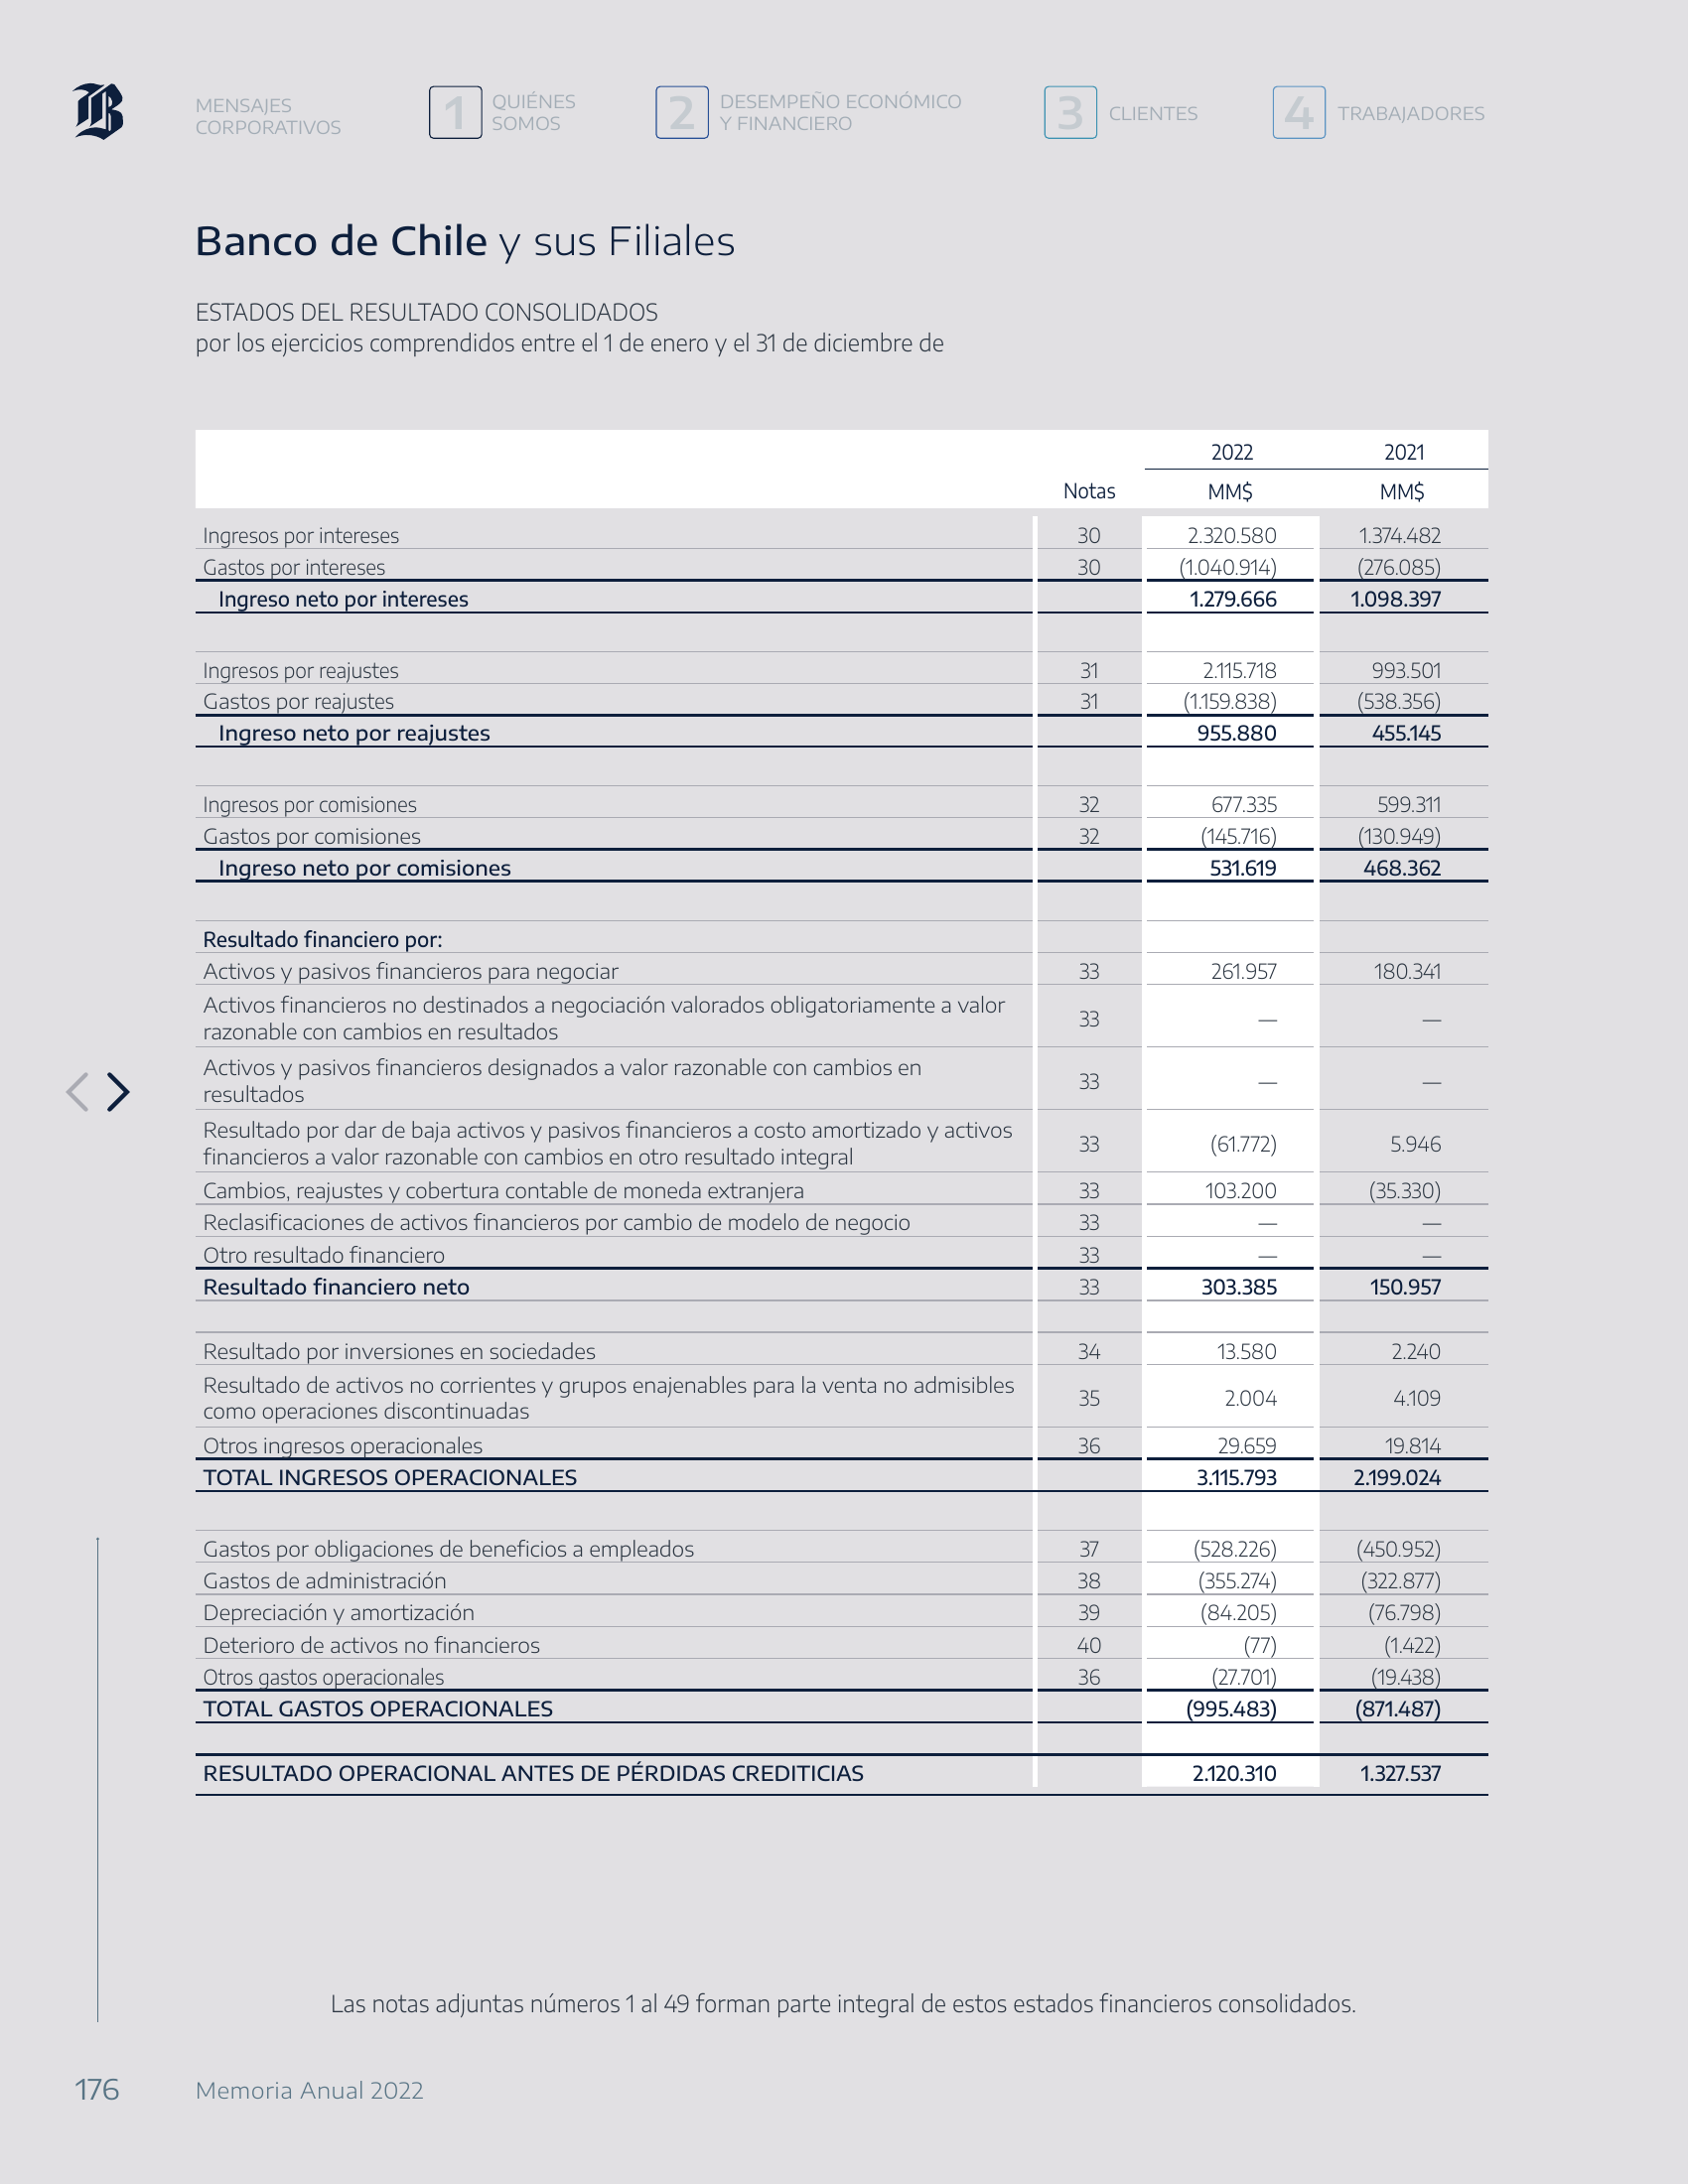 MENSAJES
CORPORATIVOS
1 QUIÉNES
SOMOS
2 DESEMPEÑO ECONÓMICO
Y FINANCIERO
3 CLIENTES
4 TRABAJADORES
Banco de Chile y sus Filiales
ESTADOS DEL RESULTADO CONSOLIDADOS
por los ejercicios comprendidos entre el 1 de enero y el 31 de diciembre de
2022 2021
Notas MM$ MM$
Ingresos por intereses 30 2.320.580 1.374.482
Gastos por intereses 30 (1.040.914) (276.085)
Ingreso neto por intereses 1.279.666 1.098.397
Ingresos por reajustes 31 2.115.718 993.501
Gastos por reajustes 31 (1.159.838) (538.356)
Ingreso neto por reajustes 955.880 455.145
Ingresos por comisiones 32 677.335 599.311
Gastos por comisiones 32 (145.716) (130.949)
Ingreso neto por comisiones 531.619 468.362
Resultado financiero por:
Activos y pasivos financieros para negociar 33 261.957 180.341
Activos financieros no destinados a negociación valorados obligatoriamente a valor
razonable con cambios en resultados 33 — —
Activos y pasivos financieros designados a valor razonable con cambios en
resultados 33 — —
Resultado por dar de baja activos y pasivos financieros a costo amortizado y activos
financieros a valor razonable con cambios en otro resultado integral 33 (61.772) 5.946
Cambios, reajustes y cobertura contable de moneda extranjera 33 103.200 (35.330)
Reclasificaciones de activos financieros por cambio de modelo de negocio 33 — —
Otro resultado financiero 33 — —
Resultado financiero neto 33 303.385 150.957
Resultado por inversiones en sociedades 34 13.580 2.240
Resultado de activos no corrientes y grupos enajenables para la venta no admisibles
como operaciones discontinuadas 35 2.004 4.109
Otros ingresos operacionales 36 29.659 19.814
TOTAL INGRESOS OPERACIONALES 3.115.793 2.199.024
Gastos por obligaciones de beneficios a empleados 37 (528.226) (450.952)
Gastos de administración 38 (355.274) (322.877)
Depreciación y amortización 39 (84.205) (76.798)
Deterioro de activos no financieros 40 (77) (1.422)
Otros gastos operacionales 36 (27.701) (19.438)
TOTAL GASTOS OPERACIONALES (995.483) (871.487)
RESULTADO OPERACIONAL ANTES DE PÉRDIDAS CREDITICIAS 2.120.310 1.327.537
Las notas adjuntas números 1 al 49 forman parte integral de estos estados financieros consolidados.
176 Memoria Anual 2022